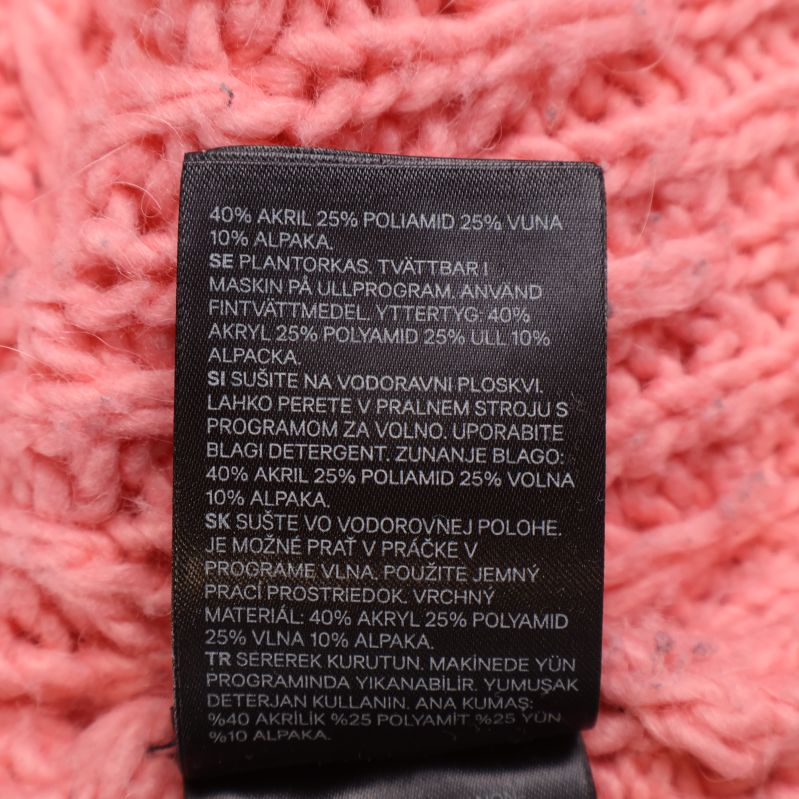 40% AKRIL 25% POLIAMID 25% VUNA
10% ALPAKA.
SE PLANTORKAS. TVÄTTBAR I
MASKIN PÅ ULLPROGRAM. ANVÄND
FINTVÄTTMEDEL. YTTERTYG: 40%
AKRYL 25% POLYAMID 25% ULL 10%
ALPACKA.
SI SUŠITE NA VODORAVNI PLOSKVI.
LAHKO PERETE V PRALNEM STROJU S
PROGRAMOM ZA VOLNO. UPORABITE
BLAGI DETERGENT. ZUNANJE BLAGO:
40% AKRIL 25% POLIAMID 25% VOLNA
10% ALPAKA.
SK SUŠTE VO VODOROVNEJ POLOHE.
JE MOŽNÉ PRAŤ V PRÁČKE V
PROGRAME VLNA. POUŽITE JEMNÝ
PRACÍ PROSTRIEDOK. VRCHNÝ
MATERIÁL: 40% AKRYL 25% POLYAMID
25% VLNA 10% ALPAKA.
TR SEREREK KURUTUN. MAKİNEDE YÜN
PROGRAMINDA YIKANABİLİR. YUMUŞAK
DETERJAN KULLANIN. ANA KUMAŞ:
%40 AKRİLİK %25 POLYAMİT %25 YÜN
%10 ALPAKA.